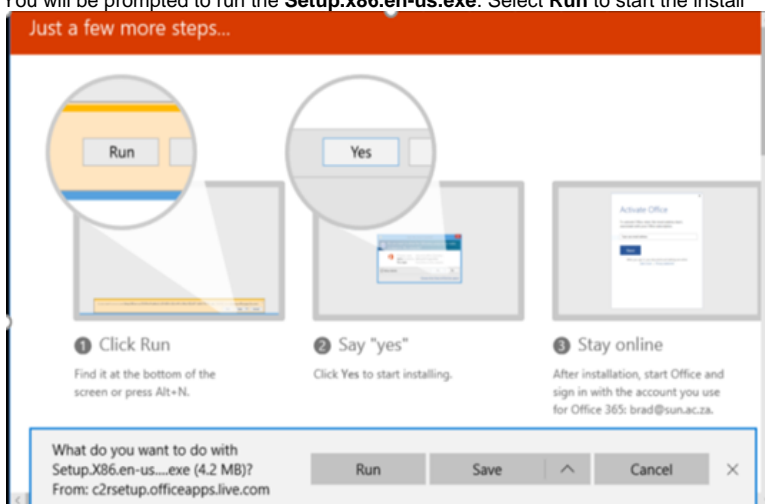 You will be prompted to run the Setup.x86.en-us.exe. Select Run to start the install
Just a few more steps...
Run
Yes
Activate Office
1 Click Run
Find it at the bottom of the
screen or press Alt+N.
2 Say "yes"
Click Yes to start installing.
3 Stay online
After installation, start Office and
sign in with the account you use
for Office 365: brad@sun.ac.za.
What do you want to do with
Setup.X86.en-us....exe (4.2 MB)?
From: c2rsetup.officeapps.live.com
Run
Save
Cancel